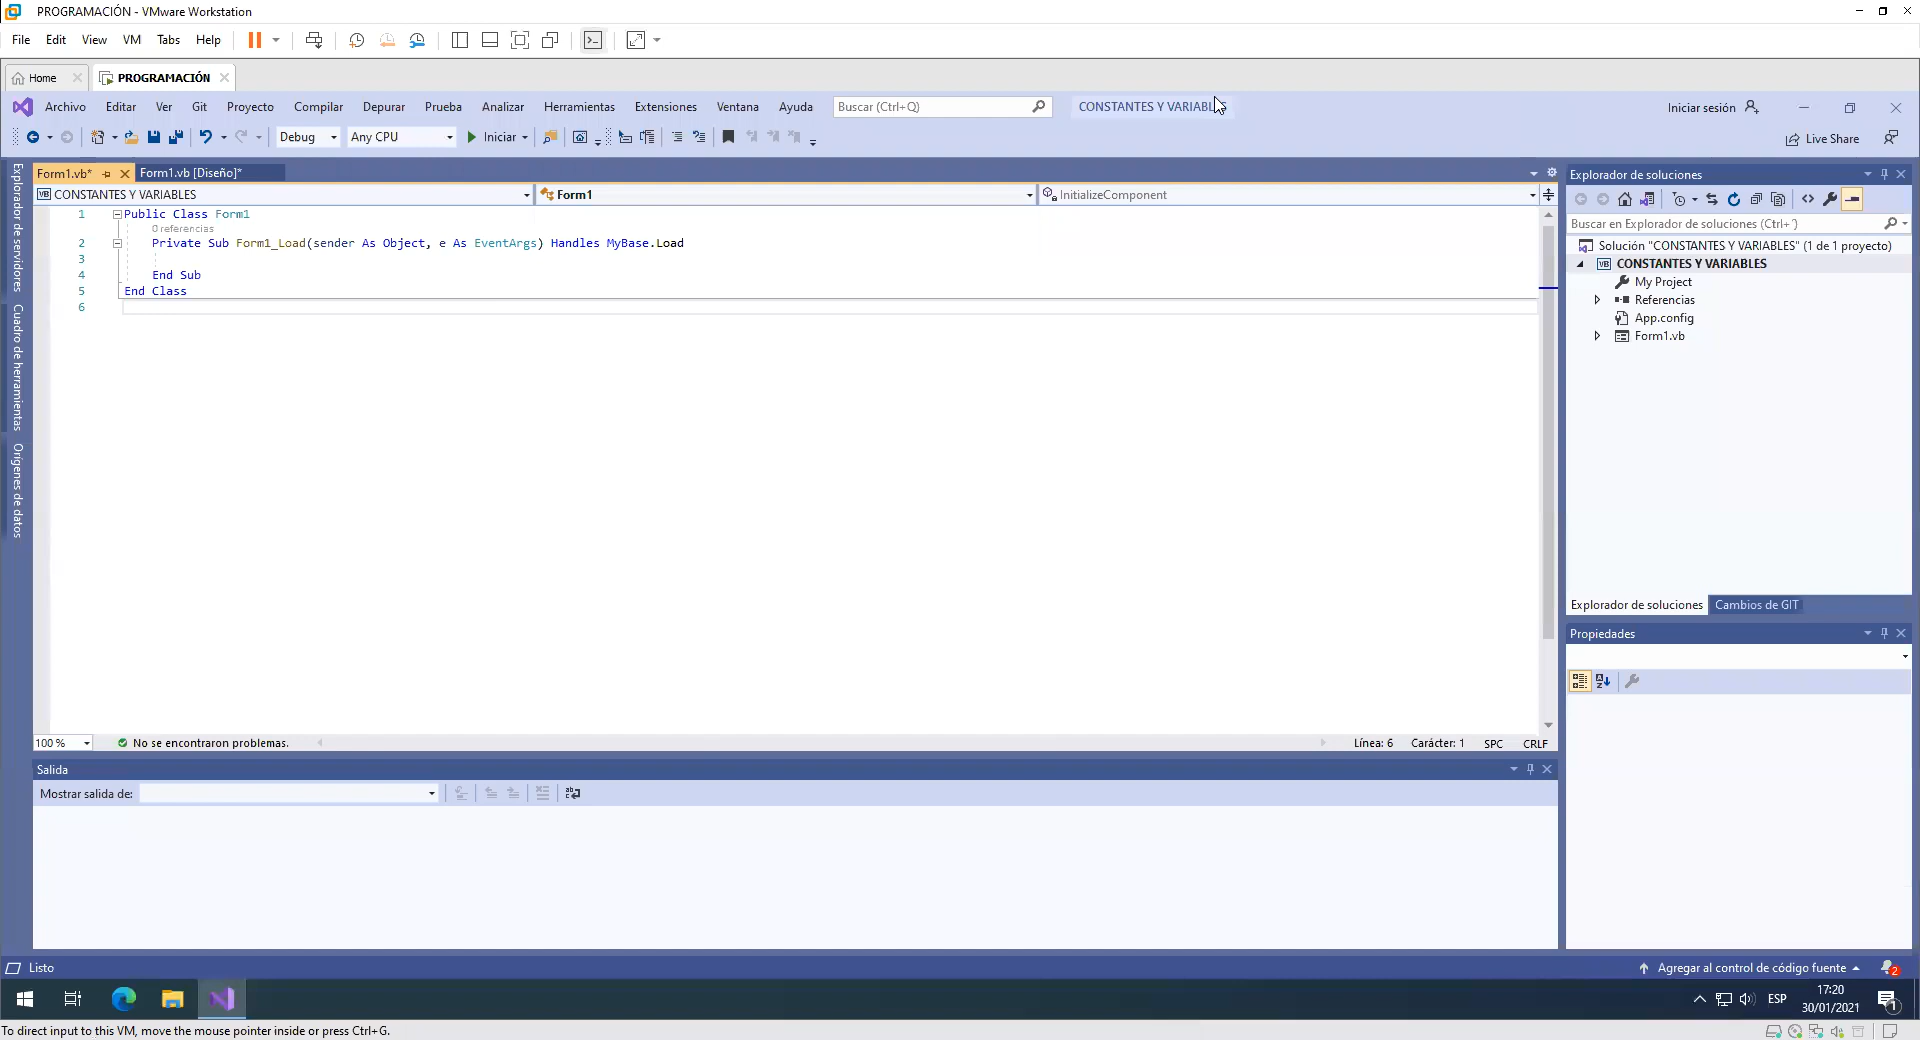 PROGRAMACIÓN - VMware Workstation
File Edit View VM Tabs Help
Home PROGRAMACIÓN
Archivo Editar Ver Git Proyecto Compilar Depurar Prueba Analizar Herramientas Extensiones Ventana Ayuda Buscar (Ctrl+Q) CONSTANTES Y VARIABLES Iniciar sesión
Debug Any CPU Iniciar Live Share
Explorador de servidores
Cuadro de herramientas
Orígenes de datos
Form1.vb* Form1.vb [Diseño]*
CONSTANTES Y VARIABLES Form1 InitializeComponent
1 Public Class Form1
0 referencias
2 Private Sub Form1_Load(sender As Object, e As EventArgs) Handles MyBase.Load
3
4 End Sub
5 End Class
6
100 % No se encontraron problemas. Línea: 6 Carácter: 1 SPC CRLF
Salida
Mostrar salida de:
Explorador de soluciones
Buscar en Explorador de soluciones (Ctrl+´)
Solución "CONSTANTES Y VARIABLES" (1 de 1 proyecto)
VB CONSTANTES Y VARIABLES
My Project
Referencias
App.config
Form1.vb
Explorador de soluciones Cambios de GIT
Propiedades
Listo Agregar al control de código fuente 2
ESP 17:20
30/01/2021 1
To direct input to this VM, move the mouse pointer inside or press Ctrl+G.